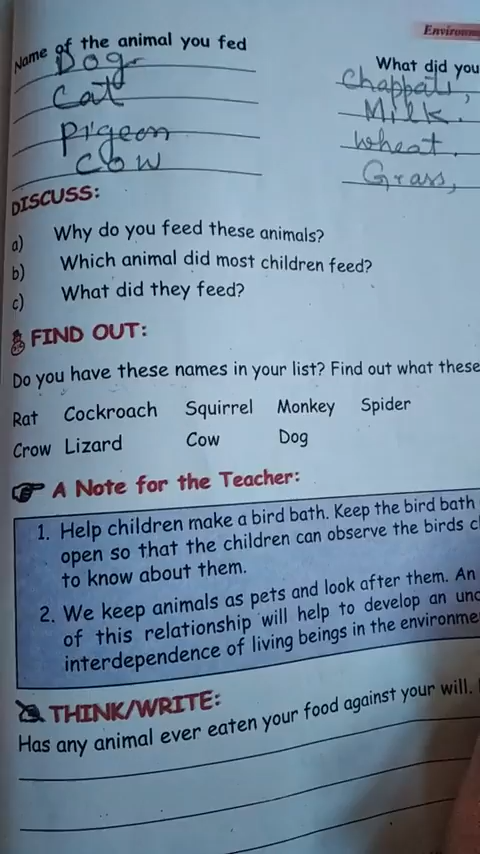 Environm
Name of the animal you fed
What did you
Dog
Chappati,
Cat
Milk.
Pigeon
Wheat.
Cow
Grass,
DISCUSS:
a) Why do you feed these animals?
b) Which animal did most children feed?
c) What did they feed?
FIND OUT:
Do you have these names in your list? Find out what these
Rat Cockroach Squirrel Monkey Spider
Crow Lizard Cow Dog
A Note for the Teacher:
1. Help children make a bird bath. Keep the bird bath
open so that the children can observe the birds c
to know about them.
2. We keep animals as pets and look after them. An
of this relationship will help to develop an und
interdependence of living beings in the environme
THINK/WRITE:
Has any animal ever eaten your food against your will.